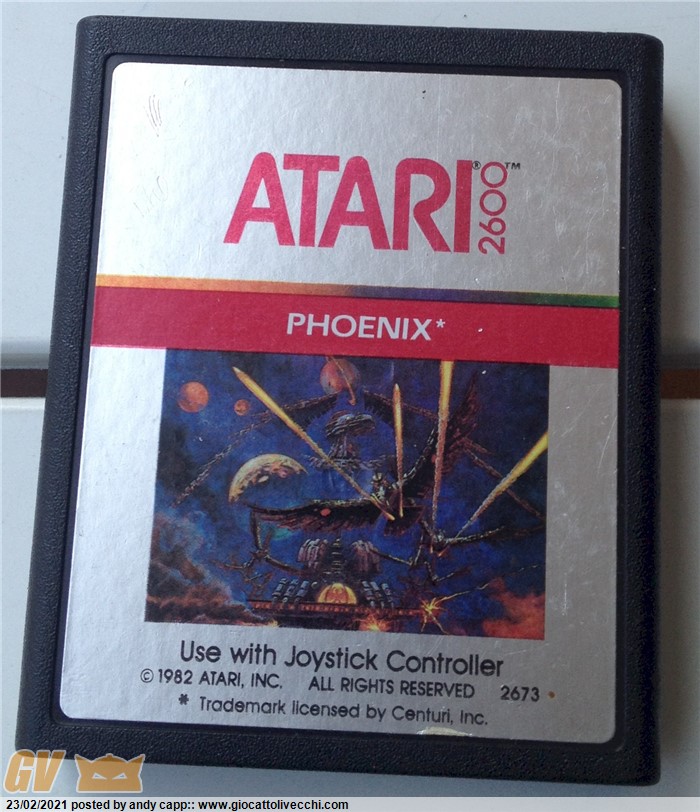 ATARI® 2600™
PHOENIX*
Use with Joystick Controller
© 1982 ATARI, INC. ALL RIGHTS RESERVED 2673
* Trademark licensed by Centuri, Inc.
GV
23/02/2021 posted by andy capp:: www.giocattolivecchi.com